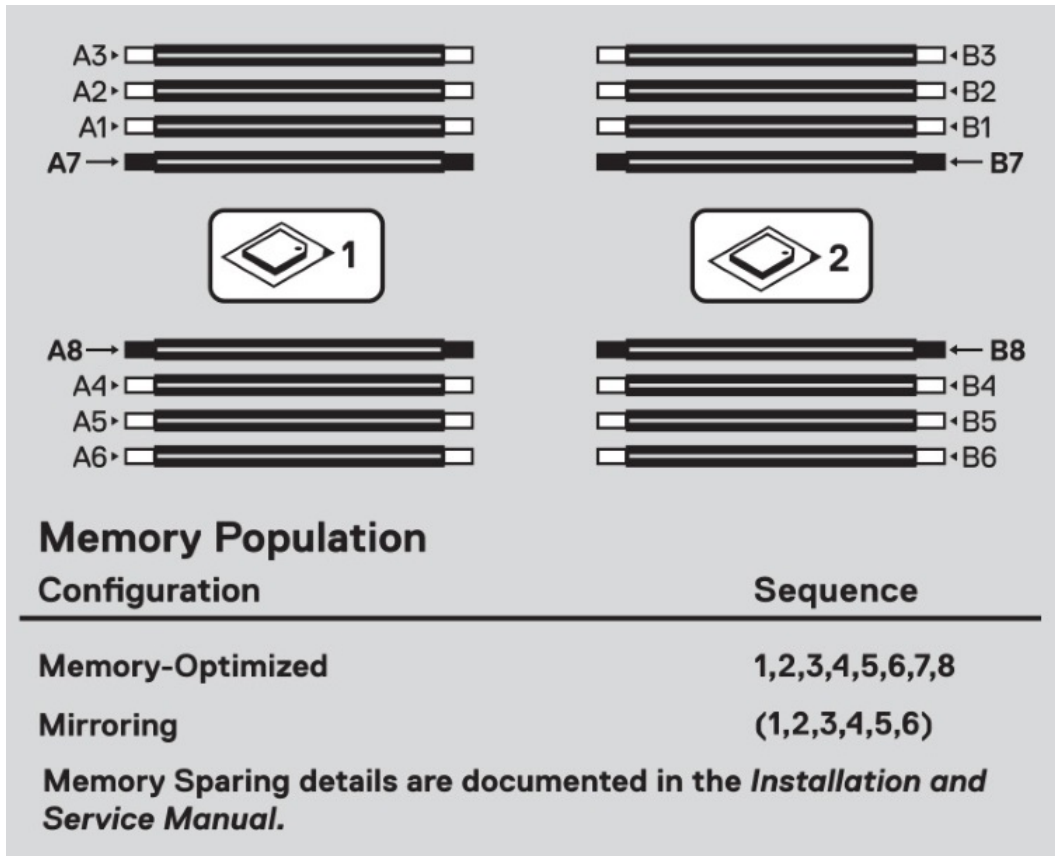 A3 B3
A2 B2
A1 B1
A7 B7
1 2
A8 B8
A4 B4
A5 B5
A6 B6
Memory Population
Configuration Sequence
Memory-Optimized 1,2,3,4,5,6,7,8
Mirroring (1,2,3,4,5,6)
Memory Sparing details are documented in the Installation and
Service Manual.